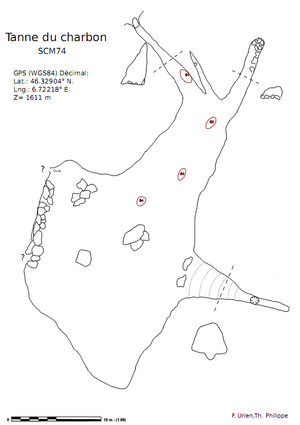 Tanne du charbon
SCM74
GPS (WGS84) Décimal:
Lat.: 46.32904° N.
Lng.: 6.72218° E.
Z= 1611 m
?
?
0
10 m - (1:00)
F. Urien,Th. Philippe